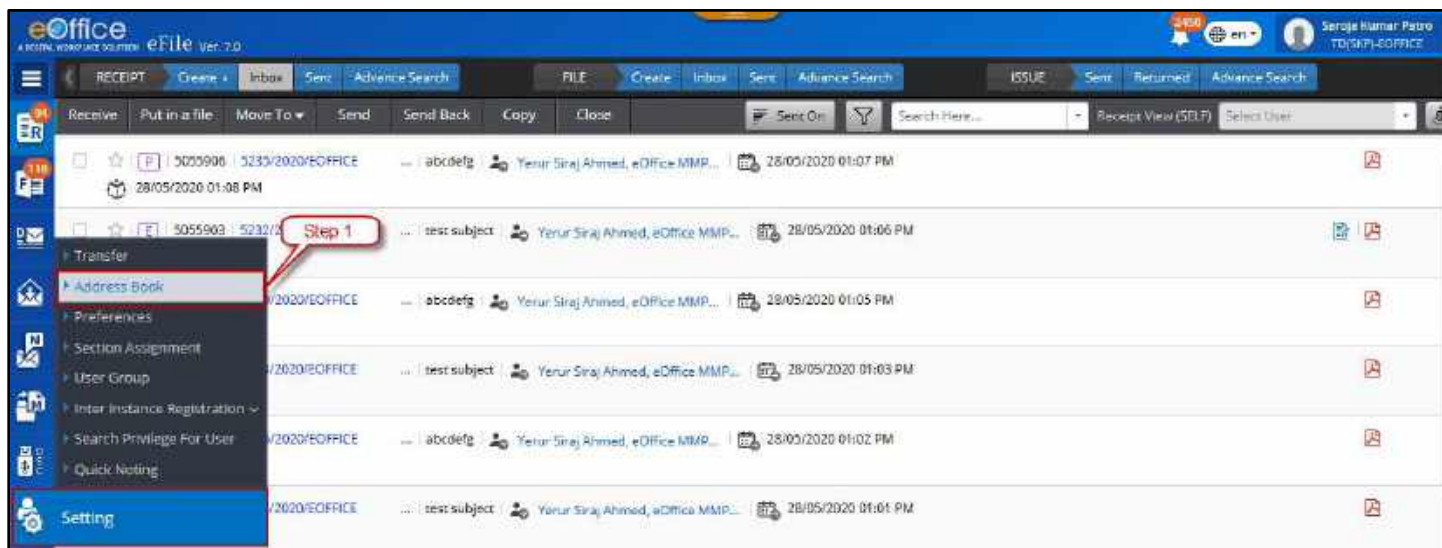 eOffice
A DIGITAL WORKPLACE SOLUTION eFile Ver. 7.0
2450 en Saroja Kumar Patro
TD(SKP)-EOFFICE
RECEIPT Create Inbox Sent Advance Search FILE Create Inbox Sent Advance Search ISSUE Sent Returned Advance Search
Receive Put in a file Move To Send Send Back Copy Close Sent On Search Here... Receipt View (SELF) Select User
P 5055906 5235/2020/EOFFICE ... abcdefg Yerur Siraj Ahmed, eOffice MMP... 28/05/2020 01:07 PM
28/05/2020 01:08 PM
E 5055903 5232/2 Step 1 ... test subject Yerur Siraj Ahmed, eOffice MMP... 28/05/2020 01:06 PM
Transfer
Address Book /2020/EOFFICE ... abcdefg Yerur Siraj Ahmed, eOffice MMP... 28/05/2020 01:05 PM
Preferences
Section Assignment
User Group /2020/EOFFICE ... test subject Yerur Siraj Ahmed, eOffice MMP... 28/05/2020 01:03 PM
Inter Instance Registration
Search Privilege For User /2020/EOFFICE ... abcdefg Yerur Siraj Ahmed, eOffice MMP... 28/05/2020 01:02 PM
Quick Noting
Setting /2020/EOFFICE ... test subject Yerur Siraj Ahmed, eOffice MMP... 28/05/2020 01:01 PM